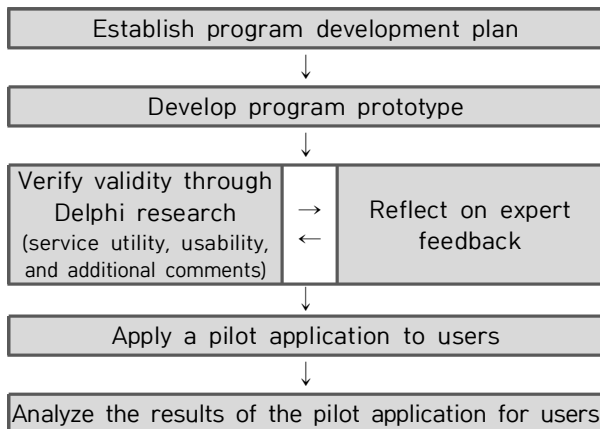 Establish program development plan
↓
Develop program prototype
↓
Verify validity through
Delphi research
(service utility, usability,
and additional comments)
→
←
Reflect on expert
feedback
↓
Apply a pilot application to users
↓
Analyze the results of the pilot application for users